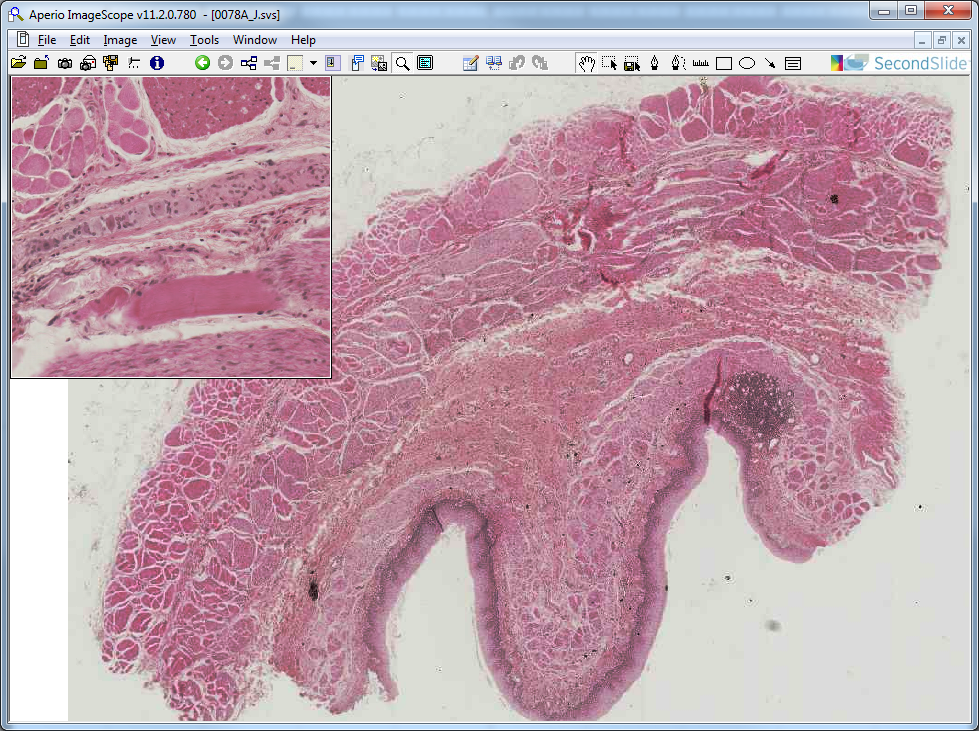 Aperio ImageScope v11.2.0.780 - [0078A_J.svs]
File Edit Image View Tools Window Help
SecondSlide